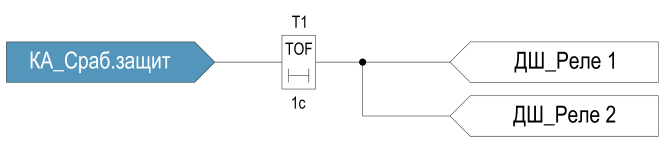 T1
КА_Сраб.защит
TOF
ДШ_Реле 1
1с
ДШ_Реле 2